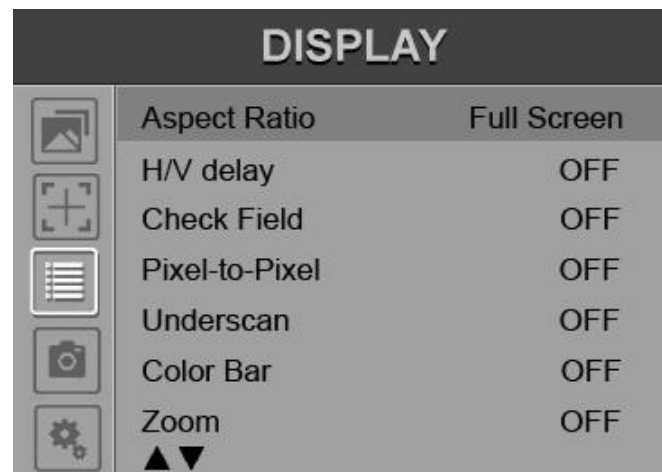 DISPLAY
Aspect Ratio Full Screen
H/V delay OFF
Check Field OFF
Pixel-to-Pixel OFF
Underscan OFF
Color Bar OFF
Zoom OFF
▲▼